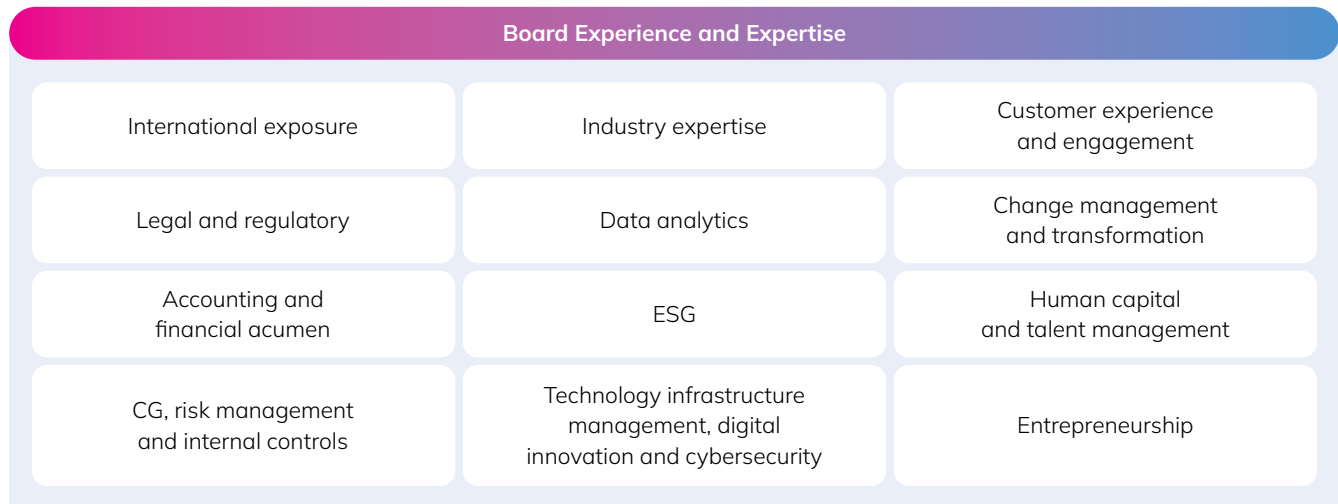 Board Experience and Expertise
International exposure
Industry expertise
Customer experience
and engagement
Legal and regulatory
Data analytics
Change management
and transformation
Accounting and
financial acumen
ESG
Human capital
and talent management
CG, risk management
and internal controls
Technology infrastructure
management, digital
innovation and cybersecurity
Entrepreneurship